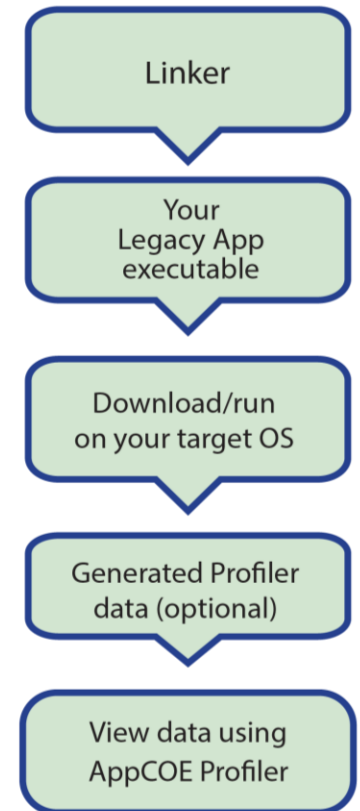 Linker
Your
Legacy App
executable
Download/run
on your target OS
Generated Profiler
data (optional)
View data using
AppCOE Profiler